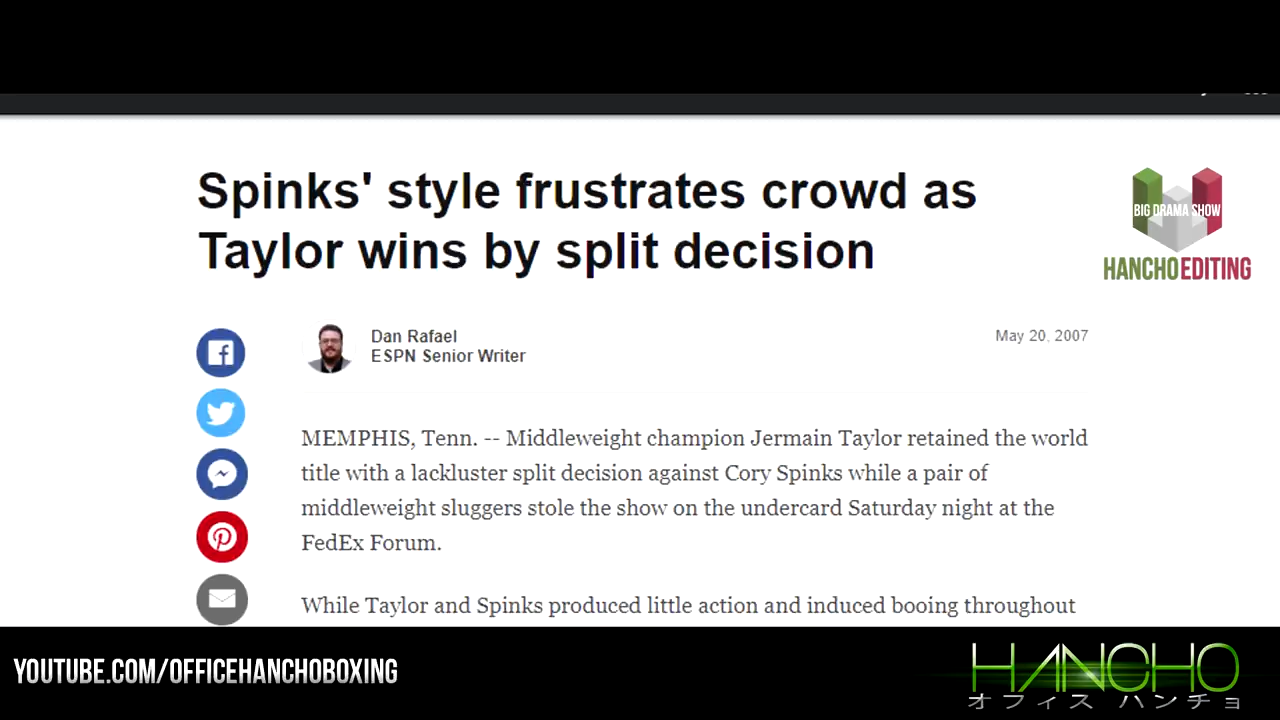 Spinks' style frustrates crowd as
Taylor wins by split decision
BIG DRAMA SHOW
HANCHOEDITING
Dan Rafael
ESPN Senior Writer
May 20, 2007
MEMPHIS, Tenn. -- Middleweight champion Jermain Taylor retained the world
title with a lackluster split decision against Cory Spinks while a pair of
middleweight sluggers stole the show on the undercard Saturday night at the
FedEx Forum.
While Taylor and Spinks produced little action and induced booing throughout
YOUTUBE.COM/OFFICEHANCHOBOXING
HANCHO
オフィス ハンチョ